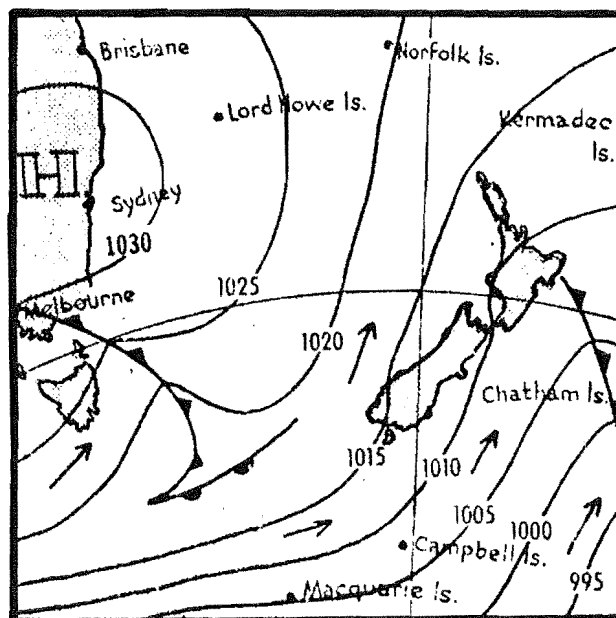 Brisbane
Norfolk Is.
Lord Howe Is.
Kermadec
Is.
H
Sydney
1030
1025
Melbourne
1020
Chatham Is.
1015
1010
1005
1000
Campbell Is.
995
Macquarie Is.